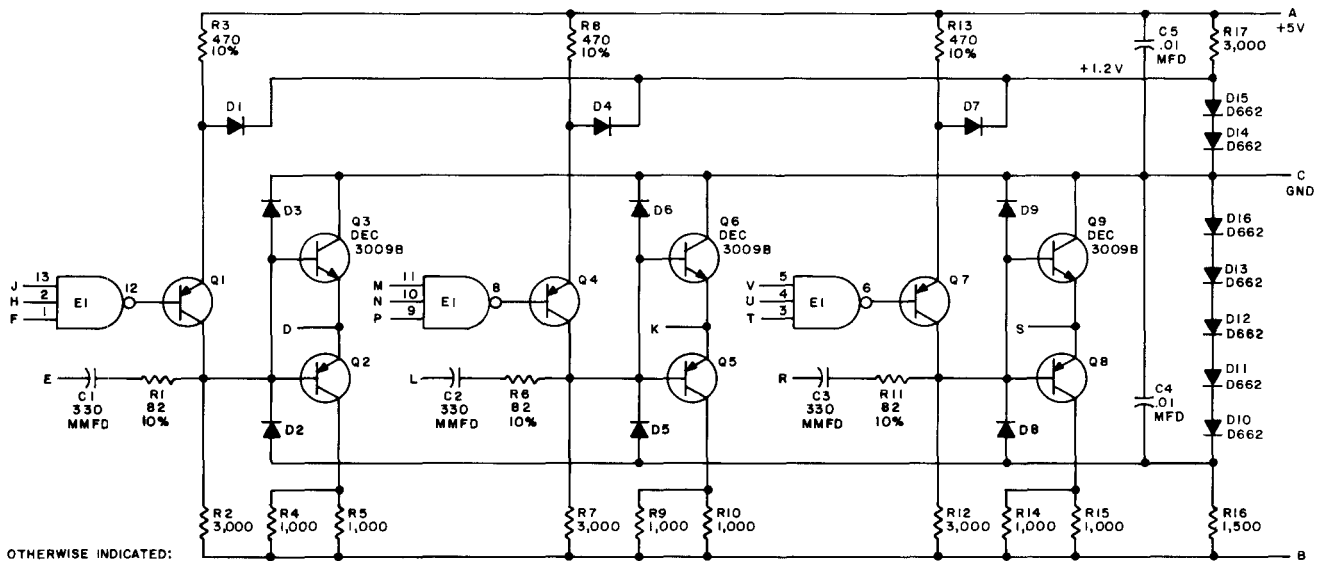 R3
470
10%
R8
470
10%
R13
470
10%
C5
.01
MFD
R17
3,000
A
+5V
+1.2V
D1
D4
D7
D15
D662
D14
D662
C
GND
D3
Q3
DEC
3009B
D6
Q6
DEC
3009B
D9
Q9
DEC
3009B
D16
D662
D13
D662
J 13
H 2
F 1
E1
12
Q1
M 11
N 10
P 9
E1
8
Q4
V 5
U 4
T 3
E1
6
Q7
D
K
S
D12
D662
Q2
Q5
Q8
E
C1
330
MMFD
R1
82
10%
L
C2
330
MMFD
R6
82
10%
R
C3
330
MMFD
R11
82
10%
C4
.01
MFD
D11
D662
D10
D662
D2
D5
D8
R2
3,000
R4
1,000
R5
1,000
R7
3,000
R9
1,000
R10
1,000
R12
3,000
R14
1,000
R15
1,000
R16
1,500
OTHERWISE INDICATED:
B